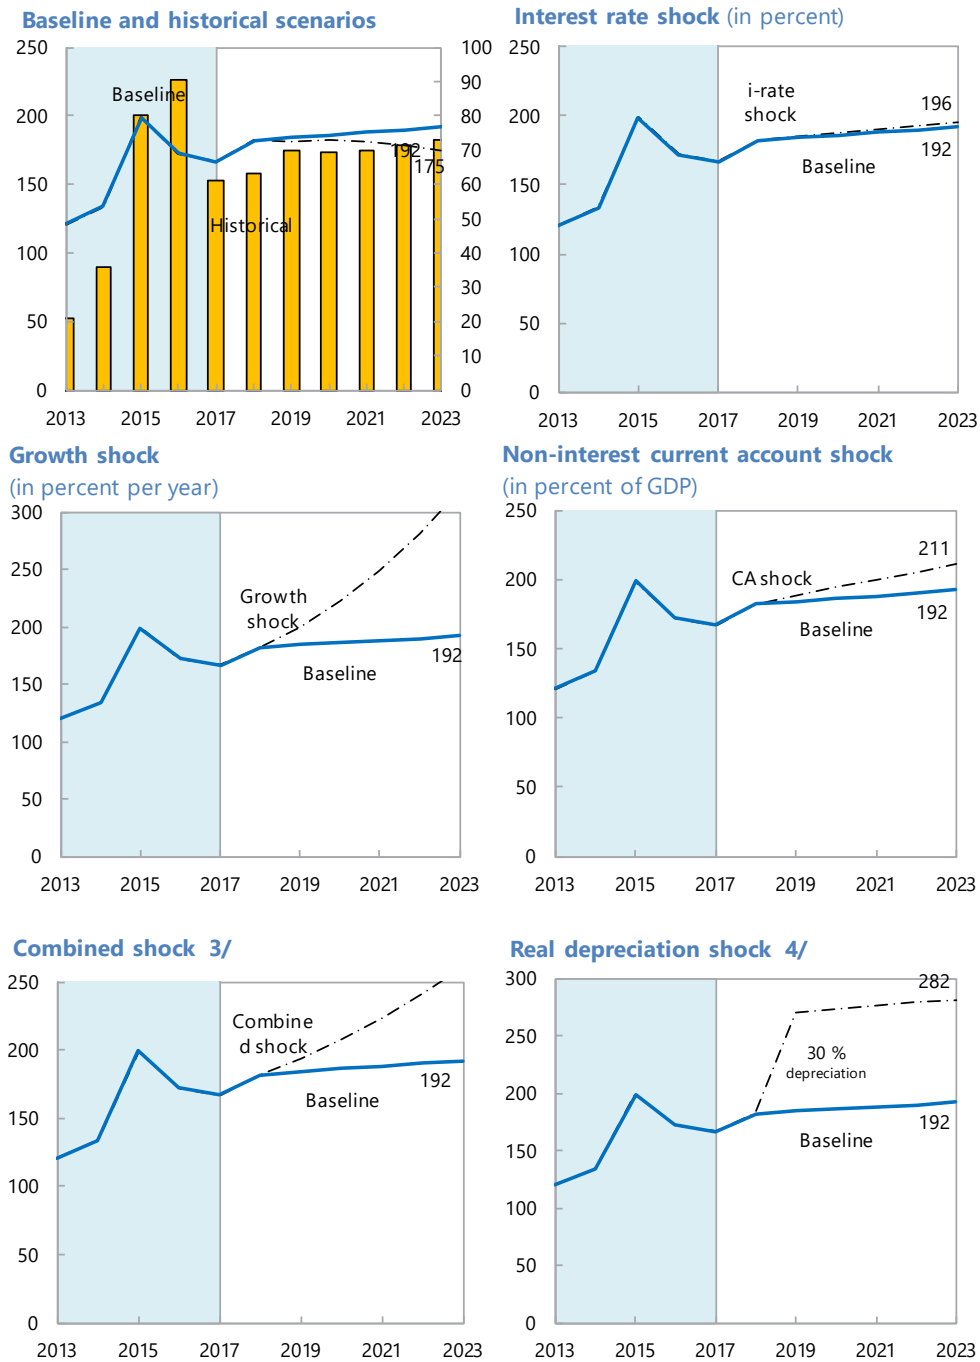 Baseline and historical scenarios
250
200
150
100
50
0
100
90
80
70
60
50
40
30
20
10
0
Baseline
192
175
Historical
2013 2015 2017 2019 2021 2023
Interest rate shock (in percent)
250
200
150
100
50
0
i-rate
shock
196
192
Baseline
2013 2015 2017 2019 2021 2023
Growth shock
(in percent per year)
300
250
200
150
100
50
0
Growth
shock
192
Baseline
2013 2015 2017 2019 2021 2023
Non-interest current account shock
(in percent of GDP)
250
200
150
100
50
0
211
CA shock
192
Baseline
2013 2015 2017 2019 2021 2023
Combined shock 3/
250
200
150
100
50
0
Combine
d shock
192
Baseline
2013 2015 2017 2019 2021 2023
Real depreciation shock 4/
300
250
200
150
100
50
0
282
30 %
depreciation
192
Baseline
2013 2015 2017 2019 2021 2023